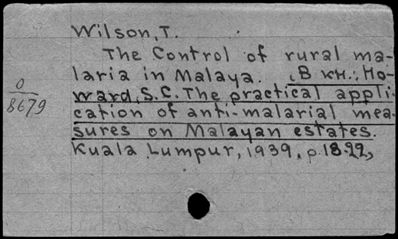 Wilson, T.
The Control of rural ma-
laria in Malaya. (В кн.: Ho-
ward, S.C. The practical appli-
cation of anti-malarial mea-
sures on Malayan estates.
Kuala Lumpur, 1939, p. 18-22)
0
8679